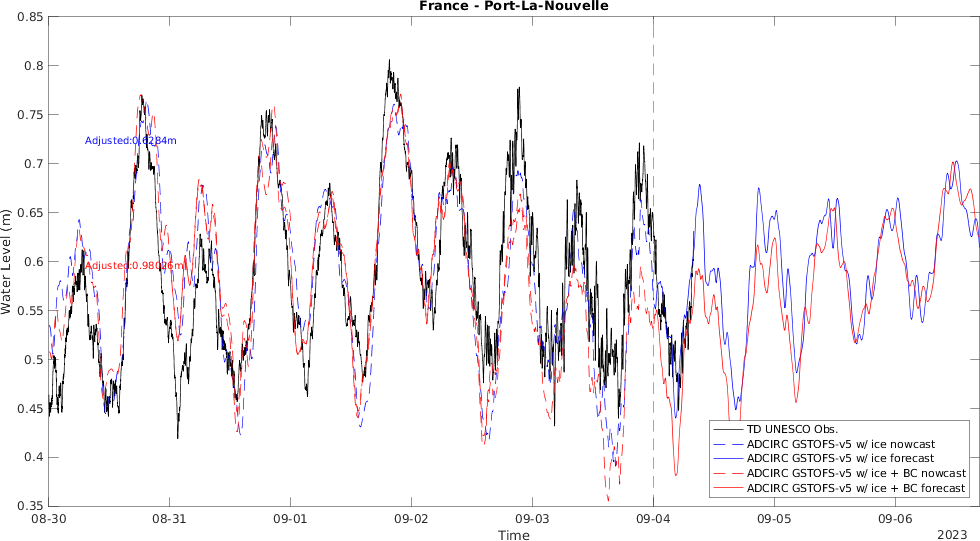 France - Port-La-Nouvelle
Water Level (m)
0.85
0.8
0.75
0.7
0.65
0.6
0.55
0.5
0.45
0.4
0.35
Adjusted:0.6284m
TD UNESCO Obs.
ADCIRC GSTOFS-v5 w/ ice nowcast
ADCIRC GSTOFS-v5 w/ ice forecast
ADCIRC GSTOFS-v5 w/ ice + BC nowcast
ADCIRC GSTOFS-v5 w/ ice + BC forecast
08-30 08-31 09-01 09-02 09-03 09-04 09-05 09-06
Time
2023